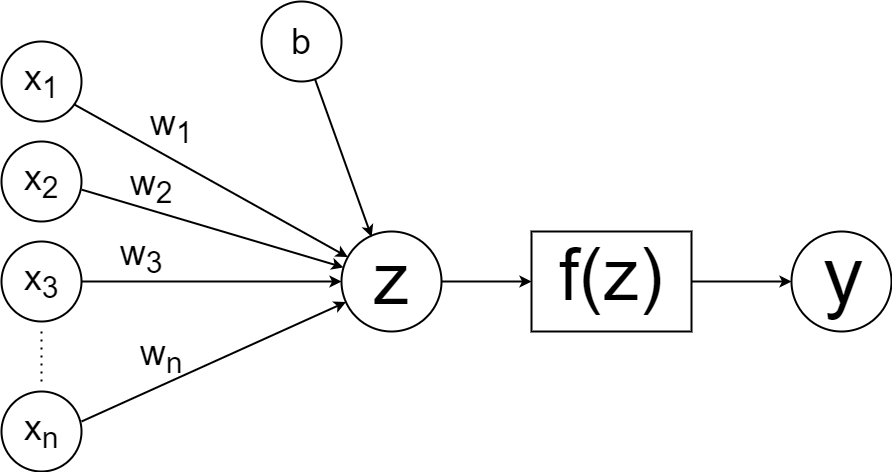 b
x₁
w₁
x₂
w₂
x₃
w₃
z
f(z)
y
wₙ
xₙ